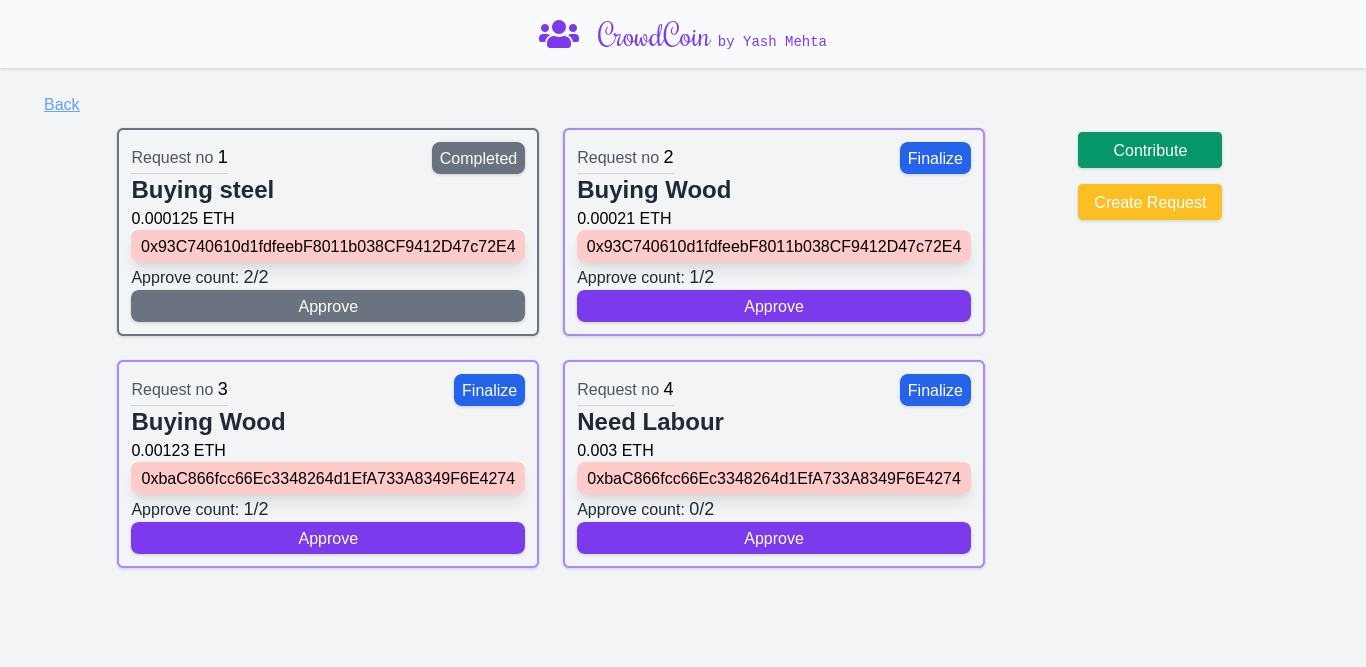 CrowdCoin by Yash Mehta
Back
Request no 1
Completed
Buying steel
0.000125 ETH
0x93C740610d1fdfeebF8011b038CF9412D47c72E4
Approve count: 2/2
Approve
Request no 2
Finalize
Buying Wood
0.00021 ETH
0x93C740610d1fdfeebF8011b038CF9412D47c72E4
Approve count: 1/2
Approve
Contribute
Create Request
Request no 3
Finalize
Buying Wood
0.00123 ETH
0xbaC866fcc66Ec3348264d1EfA733A8349F6E4274
Approve count: 1/2
Approve
Request no 4
Finalize
Need Labour
0.003 ETH
0xbaC866fcc66Ec3348264d1EfA733A8349F6E4274
Approve count: 0/2
Approve